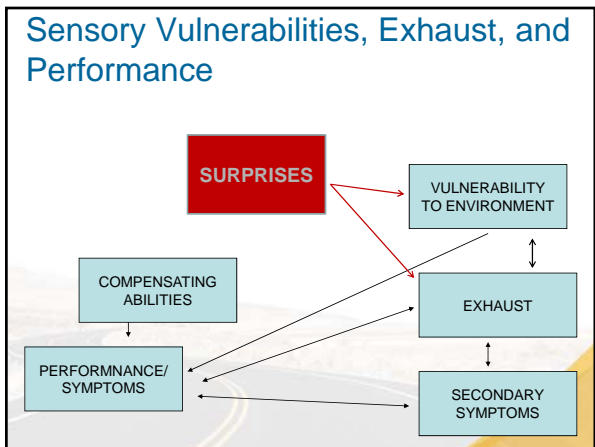 Sensory Vulnerabilities, Exhaust, and
Performance
SURPRISES
VULNERABILITY
TO ENVIRONMENT
COMPENSATING
ABILITIES
EXHAUST
PERFORMNANCE/
SYMPTOMS
SECONDARY
SYMPTOMS